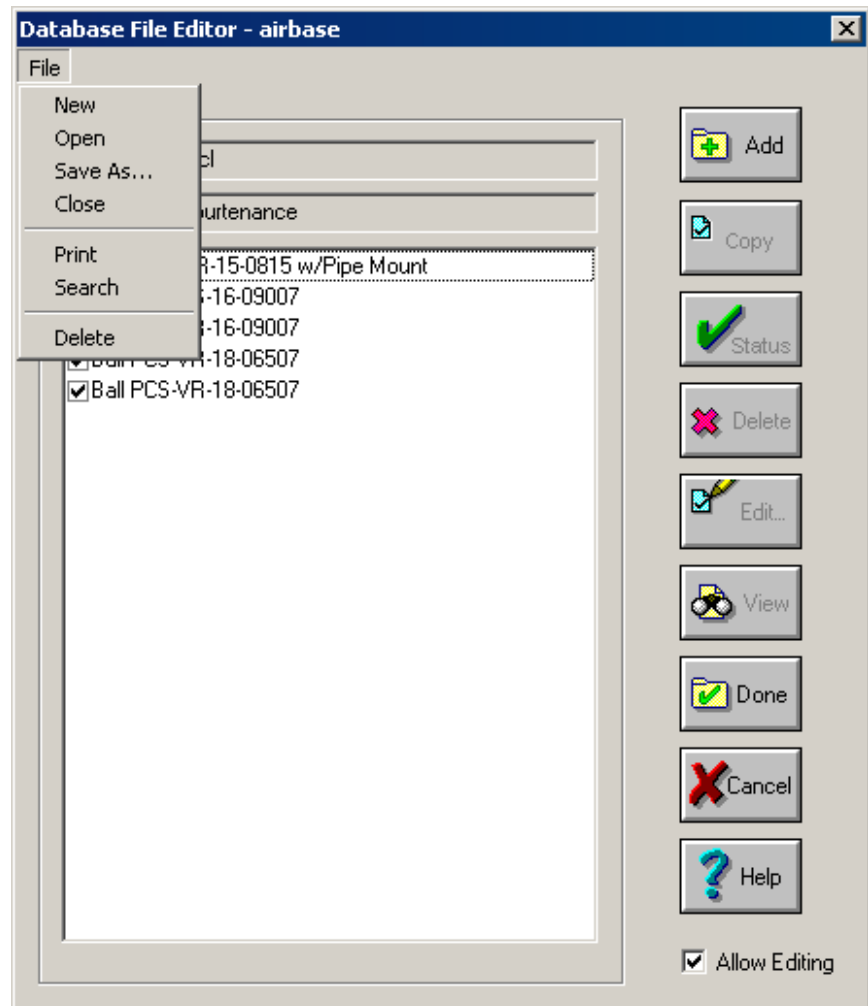 Database File Editor - airbase
File
New
Open
Save As...
Close
Print
Search
Delete
cl
urtenance
-15-0815 w/Pipe Mount
-16-09007
-16-09007
Ball PCS-VR-18-06507
Ball PCS-VR-18-06507
Add
Copy
Status
Delete
Edit...
View
Done
Cancel
Help
Allow Editing